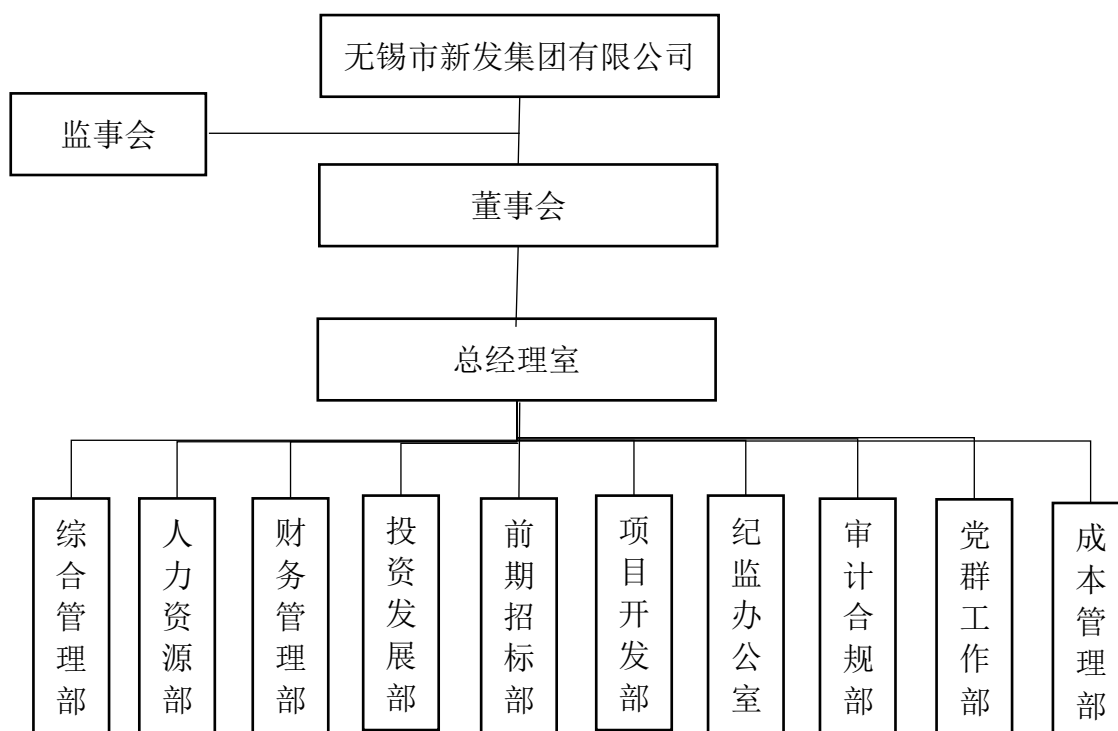 无锡市新发集团有限公司
监事会
董事会
总经理室
综合管理部
人力资源部
财务管理部
投资发展部
前期招标部
项目开发部
纪监办公室
审计合规部
党群工作部
成本管理部